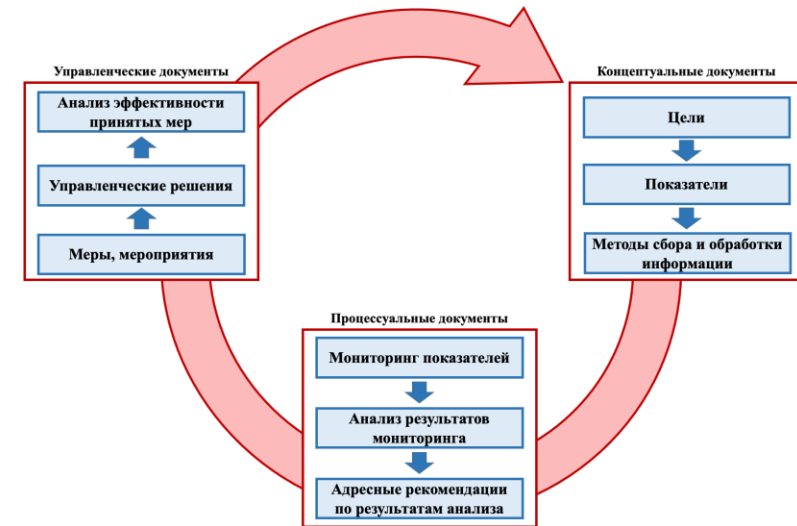 Управленческие документы
Анализ эффективности
принятых мер
Управленческие решения
Меры, мероприятия
Концептуальные документы
Цели
Показатели
Методы сбора и обработки
информации
Процессуальные документы
Мониторинг показателей
Анализ результатов
мониторинга
Адресные рекомендации
по результатам анализа